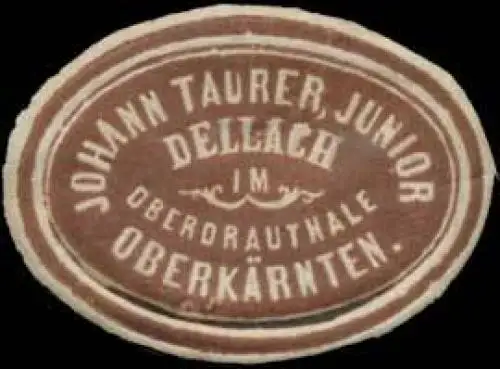 JOHANN TAURER, JUNIOR
DELLACH
IM
OBERDRAUTHALE
OBERKÄRNTEN.